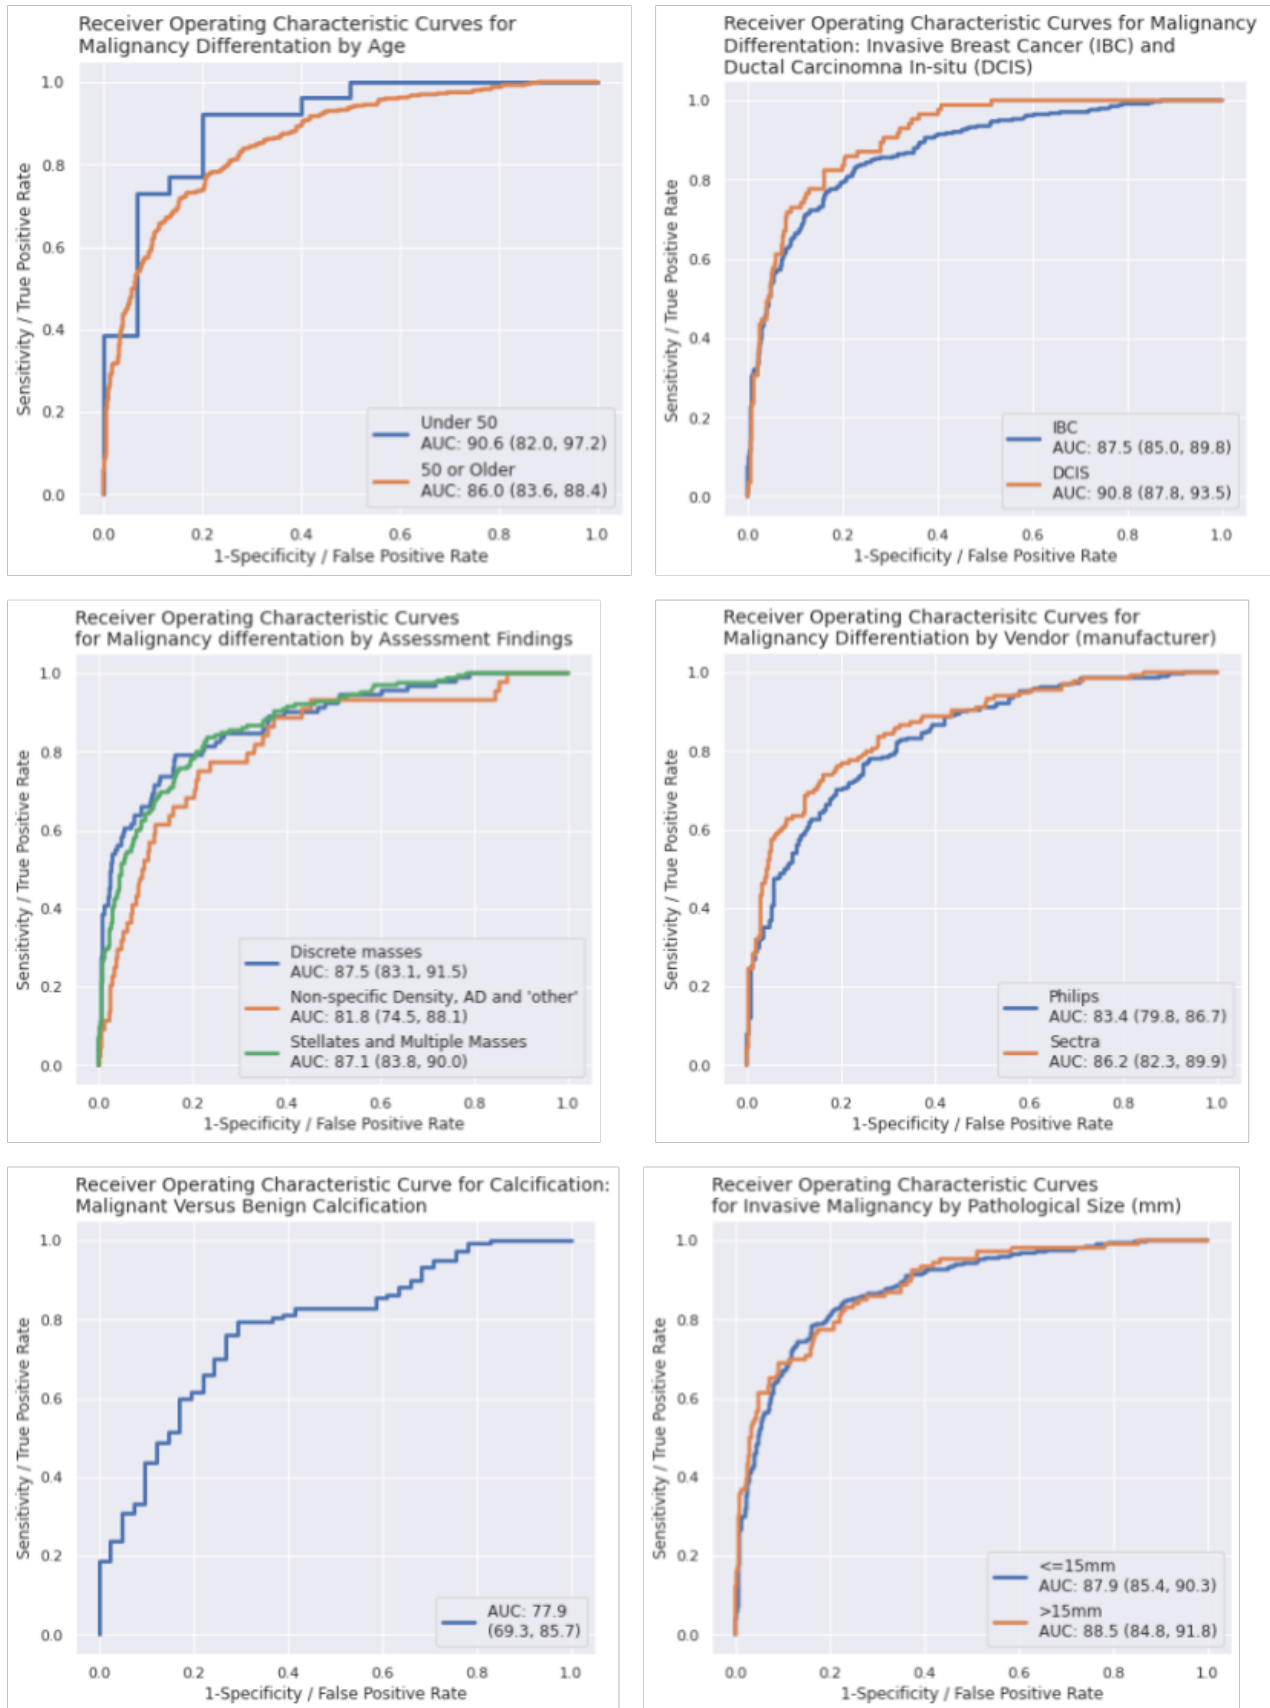 Receiver Operating Characteristic Curves for
Malignancy Differentation by Age
1.0
0.8
0.6
0.4
0.2
0.0
Sensitivity / True Positive Rate
Under 50
AUC: 90.6 (82.0, 97.2)
50 or Older
AUC: 86.0 (83.6, 88.4)
0.0 0.2 0.4 0.6 0.8 1.0
1-Specificity / False Positive Rate
Receiver Operating Characteristic Curves for Malignancy
Differentation: Invasive Breast Cancer (IBC) and
Ductal Carcinomna In-situ (DCIS)
1.0
0.8
0.6
0.4
0.2
0.0
Sensitivity / True Positive Rate
IBC
AUC: 87.5 (85.0, 89.8)
DCIS
AUC: 90.8 (87.8, 93.5)
0.0 0.2 0.4 0.6 0.8 1.0
1-Specificity / False Positive Rate
Receiver Operating Characteristic Curves
for Malignancy differentation by Assessment Findings
1.0
0.8
0.6
0.4
0.2
0.0
Sensitivity / True Positive Rate
Discrete masses
AUC: 87.5 (83.1, 91.5)
Non-specific Density, AD and 'other'
AUC: 81.8 (74.5, 88.1)
Stellates and Multiple Masses
AUC: 87.1 (83.8, 90.0)
0.0 0.2 0.4 0.6 0.8 1.0
1-Specificity / False Positive Rate
Receiver Operating Characterisitc Curves for
Malignancy Differentiation by Vendor (manufacturer)
1.0
0.8
0.6
0.4
0.2
0.0
Sensitivity / True Positive Rate
Philips
AUC: 83.4 (79.8, 86.7)
Sectra
AUC: 86.2 (82.3, 89.9)
0.0 0.2 0.4 0.6 0.8 1.0
1-Specificity / False Positive Rate
Receiver Operating Characteristic Curve for Calcification:
Malignant Versus Benign Calcification
1.0
0.8
0.6
0.4
0.2
0.0
Sensitivity / True Positive Rate
AUC: 77.9
(69.3, 85.7)
0.0 0.2 0.4 0.6 0.8 1.0
1-Specificity / False Positive Rate
Receiver Operating Characteristic Curves
for Invasive Malignancy by Pathological Size (mm)
1.0
0.8
0.6
0.4
0.2
0.0
Sensitivity / True Positive Rate
<=15mm
AUC: 87.9 (85.4, 90.3)
>15mm
AUC: 88.5 (84.8, 91.8)
0.0 0.2 0.4 0.6 0.8 1.0
1-Specificity / False Positive Rate